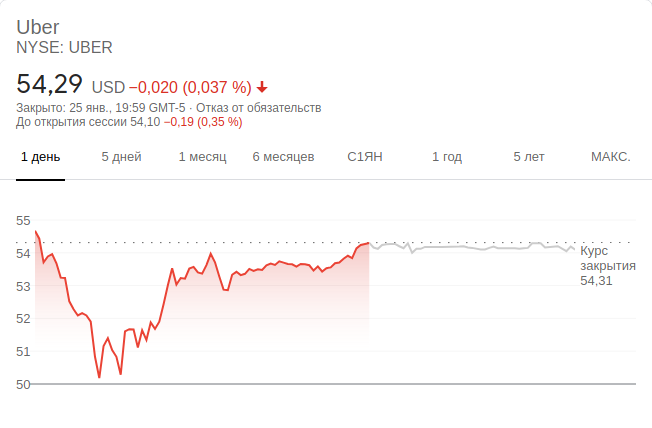 Uber
NYSE: UBER
54,29 USD −0,020 (0,037 %)
Закрыто: 25 янв., 19:59 GMT-5 · Отказ от обязательств
До открытия сессии 54,10 −0,19 (0,35 %)
1 день 5 дней 1 месяц 6 месяцев С1ЯН 1 год 5 лет МАКС.
55
54
53
52
51
50
Курс
закрытия
54,31